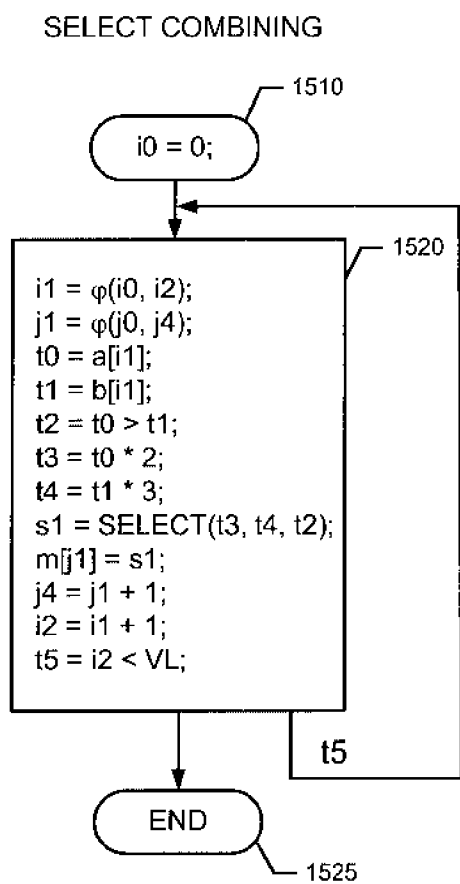 SELECT COMBINING
1510
i0 = 0;
1520
i1 = φ(i0, i2);
j1 = φ(j0, j4);
t0 = a[i1];
t1 = b[i1];
t2 = t0 > t1;
t3 = t0 * 2;
t4 = t1 * 3;
s1 = SELECT(t3, t4, t2);
m[j1] = s1;
j4 = j1 + 1;
i2 = i1 + 1;
t5 = i2 < VL;
t5
END
1525